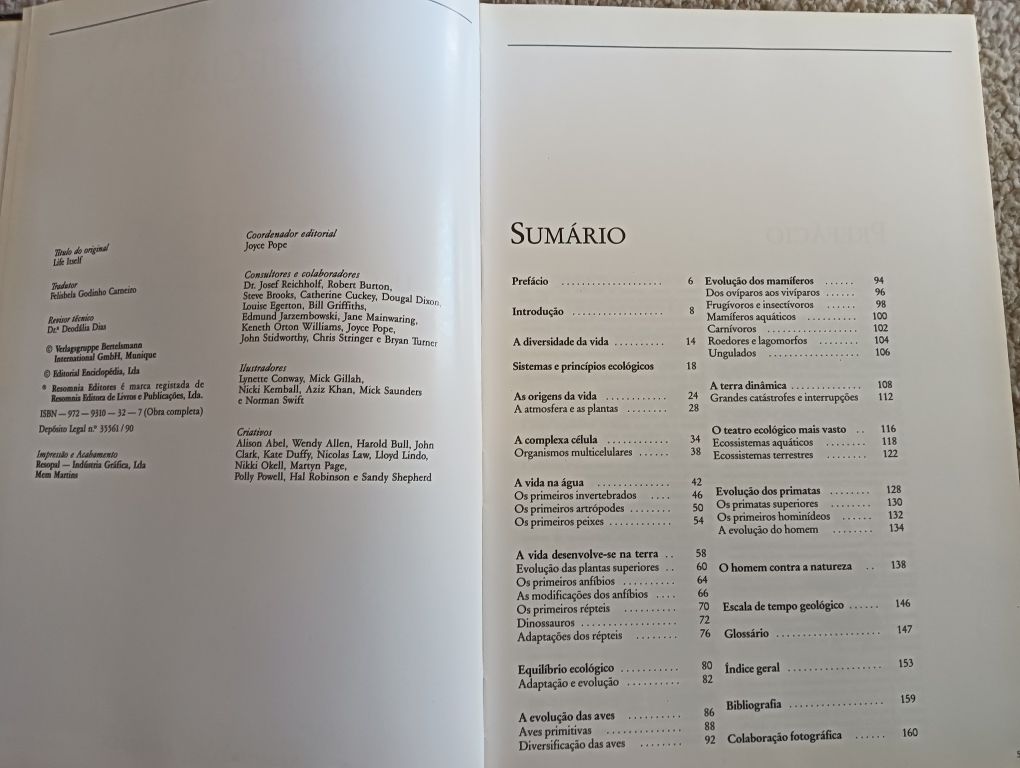 Título do original
Life Itself
Tradutor
Felisbela Godinho Carneiro
Revisor técnico
Dr.ª Deodália Dias
© Verlagsgruppe Bertelsmann
International GmbH, Munique
© Editorial Enciclopédia, Lda
® Resomnia Editores é marca registada de
Resomnia Editora de Livros e Publicações, Lda.
ISBN — 972 — 9310 — 32 — 7 (Obra completa)
Depósito Legal n.º 35561/90
Impressão e Acabamento
Resopal — Indústria Gráfica, Lda
Mem Martins
Coordenador editorial
Joyce Pope
Consultores e colaboradores
Dr. Josef Reichholf, Robert Burton,
Steve Brooks, Catherine Cuckey, Dougal Dixon,
Louise Egerton, Bill Griffiths,
Edmund Jarzembowski, Jane Mainwaring,
Keneth Orton Williams, Joyce Pope,
John Stidworthy, Chris Stringer e Bryan Turner
Ilustradores
Lynette Conway, Mick Gillah,
Nicki Kemball, Aziz Khan, Mick Saunders
e Norman Swift
Criativos
Alison Abel, Wendy Allen, Harold Bull, John
Clark, Kate Duffy, Nicolas Law, Lloyd Lindo,
Nikki Okell, Martyn Page,
Polly Powell, Hal Robinson e Sandy Shepherd
SUMÁRIO
Prefácio .................... 6
Introdução .................. 8
A diversidade da vida .......... 14
Sistemas e princípios ecológicos 18
As origens da vida ............ 24
A atmosfera e as plantas ........ 28
A complexa célula ............ 34
Organismos multicelulares ...... 38
A vida na água .............. 42
Os primeiros invertebrados .... 46
Os primeiros artrópodes ........ 50
Os primeiros peixes ............ 54
A vida desenvolve-se na terra .. 58
Evolução das plantas superiores .. 60
Os primeiros anfíbios .......... 64
As modificações dos anfíbios .... 66
Os primeiros répteis .......... 70
Dinossauros .................. 72
Adaptações dos répteis ........ 76
Equilíbrio ecológico ........... 80
Adaptação e evolução .......... 82
A evolução das aves .......... 86
Aves primitivas .............. 88
Diversificação das aves ........ 92
Evolução dos mamíferos ...... 94
Dos ovíparos aos vivíparos ...... 96
Frugívoros e insectívoros ...... 98
Mamíferos aquáticos .......... 100
Carnívoros .................. 102
Roedores e lagomorfos ........ 104
Ungulados .................. 106
A terra dinâmica .............. 108
Grandes catástrofes e interrupções 112
O teatro ecológico mais vasto .. 116
Ecossistemas aquáticos ........ 118
Ecossistemas terrestres ........ 122
Evolução dos primatas ........ 128
Os primatas superiores ........ 130
Os primeiros hominídeos ...... 132
A evolução do homem ........ 134
O homem contra a natureza .. 138
Escala de tempo geológico ...... 146
Glossário .................... 147
Índice geral .................. 153
Bibliografia .................. 159
Colaboração fotográfica ...... 160
5